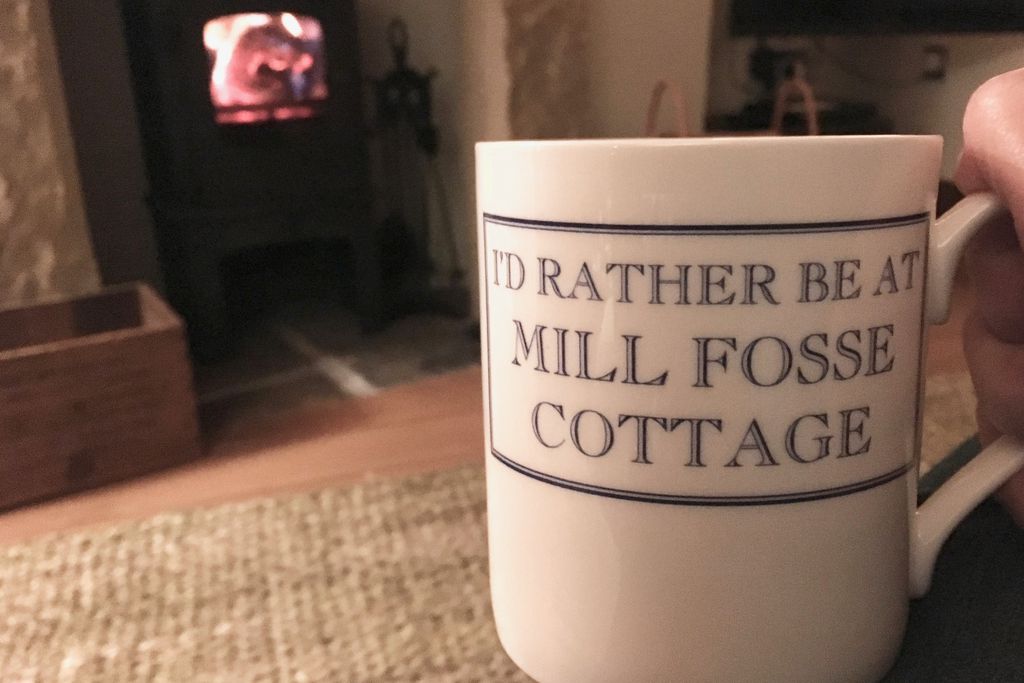 I'D RATHER BE AT
MILL FOSSE
COTTAGE